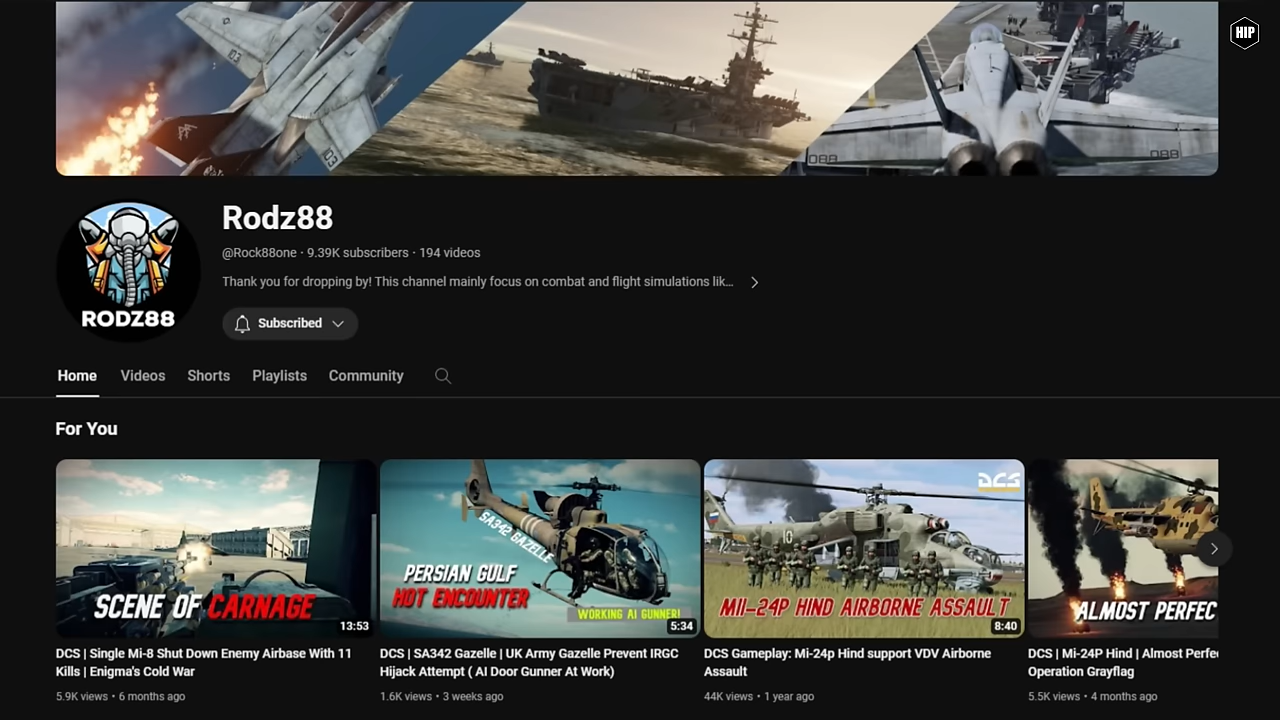 HIP
103
103
088
088
RODZ88
Rodz88
@Rock88one · 9.39K subscribers · 194 videos
Thank you for dropping by! This channel mainly focus on combat and flight simulations lik...
Subscribed
Home Videos Shorts Playlists Community
For You
SCENE OF CARNAGE
13:53
SA342 GAZELLE
PERSIAN GULF
HOT ENCOUNTER
WORKING AI GUNNER!
5:34
DCS
10
MII-24P HIND AIRBORNE ASSAULT
8:40
ALMOST PERFEC
DCS | Single Mi-8 Shut Down Enemy Airbase With 11
Kills | Enigma's Cold War
5.9K views • 6 months ago
DCS | SA342 Gazelle | UK Army Gazelle Prevent IRGC
Hijack Attempt ( AI Door Gunner At Work)
1.6K views • 3 weeks ago
DCS Gameplay: Mi-24p Hind support VDV Airborne
Assault
44K views • 1 year ago
DCS | Mi-24P Hind | Almost Perfe
Operation Grayflag
5.5K views • 4 months ago